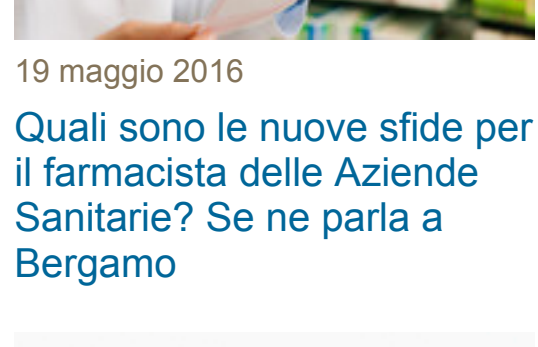 19 maggio 2016
Quali sono le nuove sfide per
il farmacista delle Aziende
Sanitarie? Se ne parla a
Bergamo